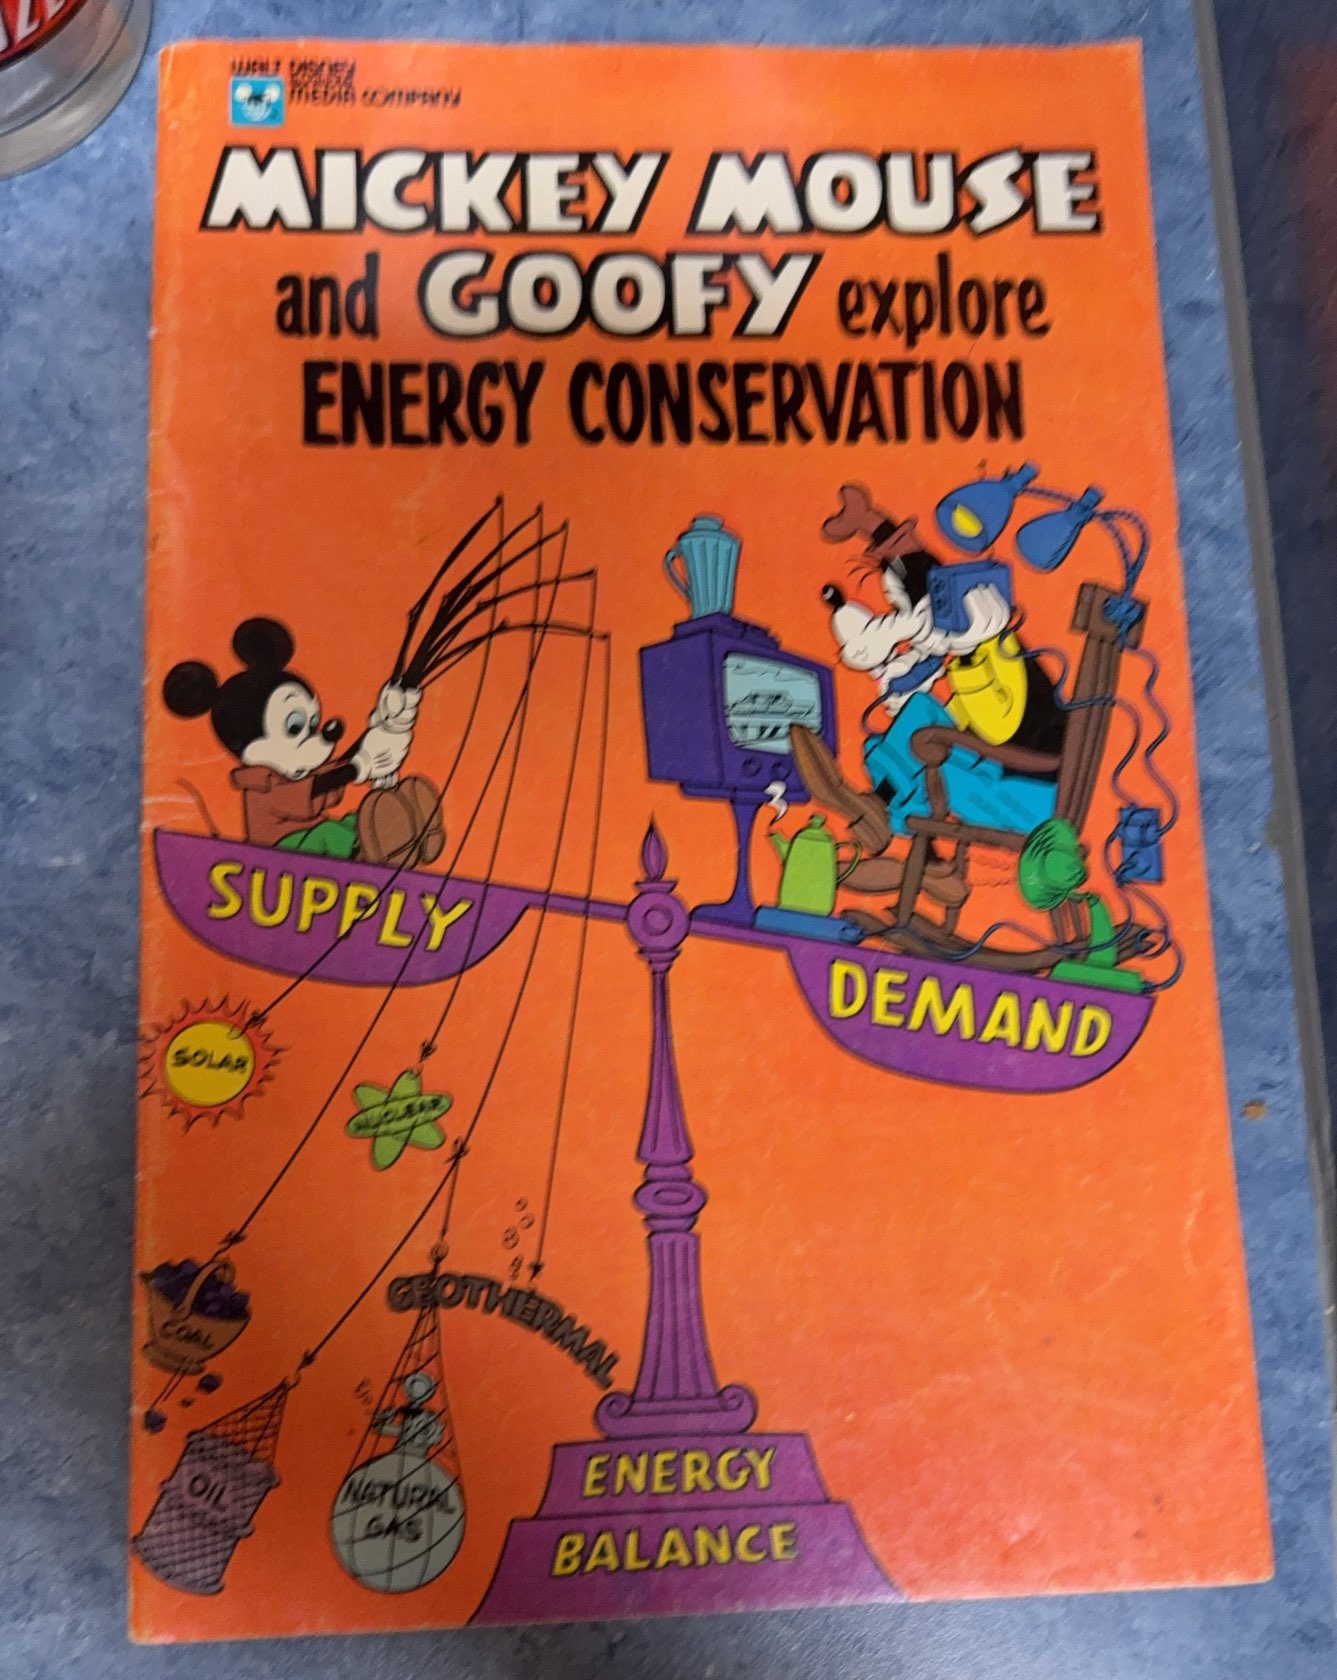 WALT DISNEY
MEDIA COMPANY
MICKEY MOUSE
and GOOFY explore
ENERGY CONSERVATION
SUPPLY
DEMAND
SOLAR
NUCLEAR
COAL
GEOTHERMAL
OIL
NATURAL
GAS
ENERGY
BALANCE